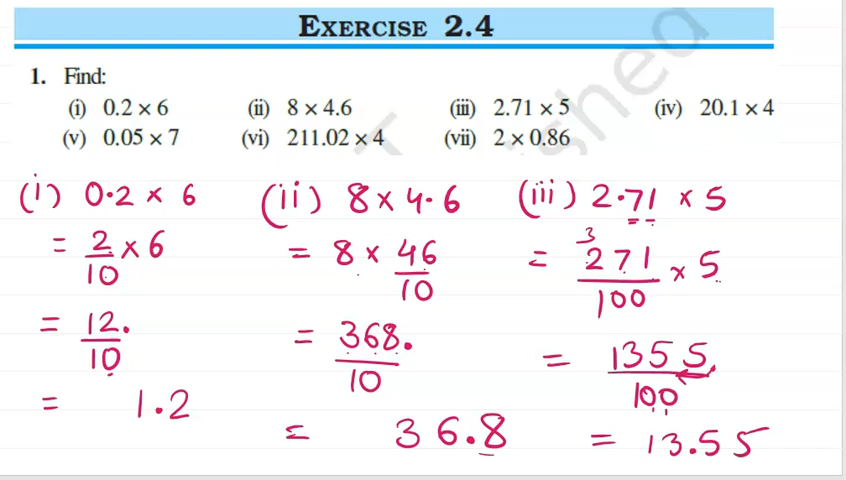 EXERCISE 2.4
1. Find:
(i) 0.2 × 6 (ii) 8 × 4.6 (iii) 2.71 × 5 (iv) 20.1 × 4
(v) 0.05 × 7 (vi) 211.02 × 4 (vii) 2 × 0.86
(i) 0.2 × 6
= 2/10 × 6
= 12./10
= 1.2
(ii) 8 × 4.6
= 8 × 46/10
= 368./10
= 36.8
(iii) 2.71 × 5
3
= 271/100 × 5
= 1355./100
= 13.55
shed